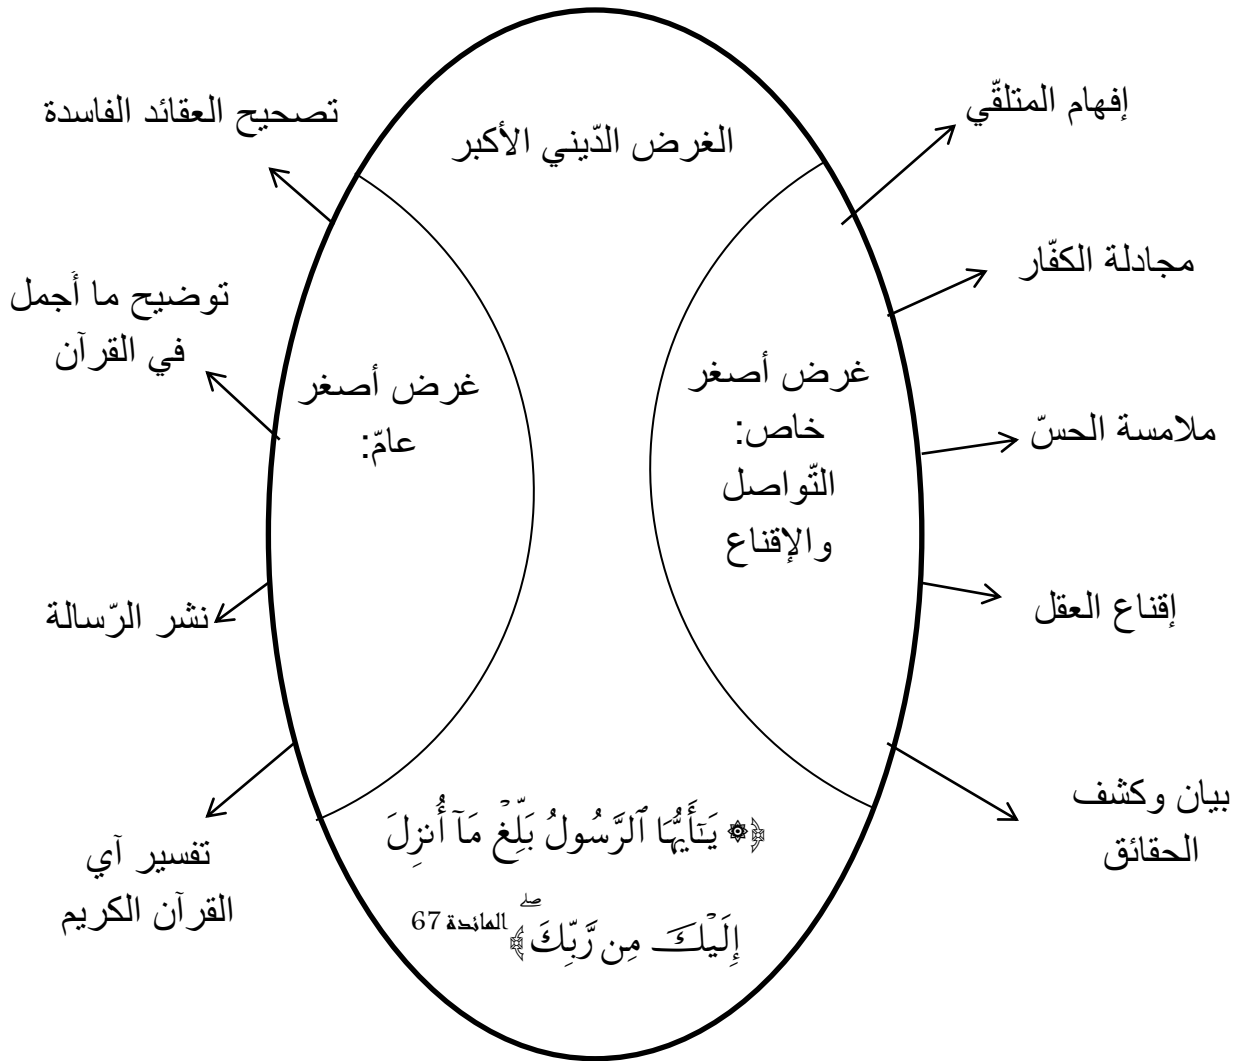 الغرض الدّيني الأكبر
إفهام المتلقّي
مجادلة الكفّار
ملامسة الحسّ
إقناع العقل
بيان وكشف
الحقائق
غرض أصغر
خاص:
التّواصل
والإقناع
غرض أصغر
عامّ:
تصحيح العقائد الفاسدة
توضيح ما أُجمل
في القرآن
نشر الرّسالة
تفسير آي
القرآن الكريم
﴿۞ يَٰٓأَيُّهَا ٱلرَّسُولُ بَلِّغۡ مَآ أُنزِلَ
إِلَيۡكَ مِن رَّبِّكَۖ﴾ المائدة 67